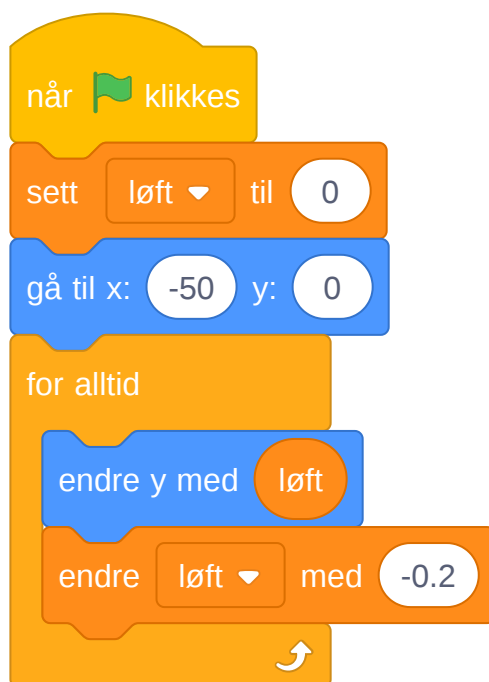 når klikkes
sett løft til 0
gå til x: -50 y: 0
for alltid
endre y med løft
endre løft med -0.2